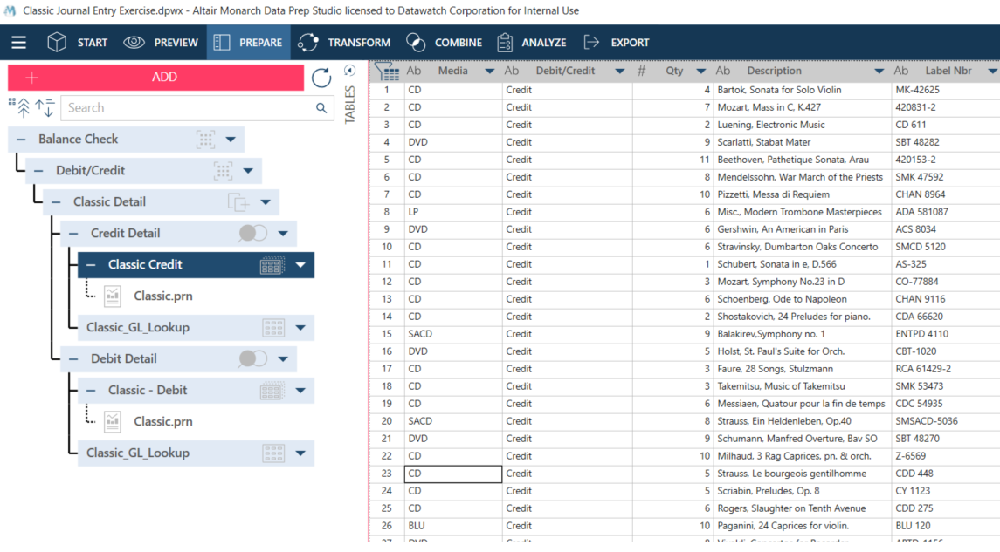 Classic Journal Entry Exercise.dpwx - Altair Monarch Data Prep Studio licensed to Datawatch Corporation for Internal Use
START PREVIEW PREPARE TRANSFORM COMBINE ANALYZE EXPORT
ADD
Search
TABLES
Balance Check
Debit/Credit
Classic Detail
Credit Detail
Classic Credit
Classic.prn
Classic_GL_Lookup
Debit Detail
Classic - Debit
Classic.prn
Classic_GL_Lookup
Ab Media Ab Debit/Credit # Qty Ab Description Ab Label Nbr
1 CD Credit 4 Bartok, Sonata for Solo Violin MK-42625
2 CD Credit 7 Mozart, Mass in C, K.427 420831-2
3 CD Credit 2 Luening, Electronic Music CD 611
4 DVD Credit 9 Scarlatti, Stabat Mater SBT 48282
5 CD Credit 11 Beethoven, Pathetique Sonata, Arau 420153-2
6 CD Credit 8 Mendelssohn, War March of the Priests SMK 47592
7 CD Credit 10 Pizzetti, Messa di Requiem CHAN 8964
8 LP Credit 6 Misc., Modern Trombone Masterpieces ADA 581087
9 DVD Credit 6 Gershwin, An American in Paris ACS 8034
10 CD Credit 6 Stravinsky, Dumbarton Oaks Concerto SMCD 5120
11 CD Credit 1 Schubert, Sonata in e, D.566 AS-325
12 CD Credit 3 Mozart, Symphony No.23 in D CO-77884
13 CD Credit 6 Schoenberg, Ode to Napoleon CHAN 9116
14 CD Credit 2 Shostakovich, 24 Preludes for piano. CDA 66620
15 SACD Credit 9 Balakirev,Symphony no. 1 ENTPD 4110
16 DVD Credit 5 Holst, St. Paul's Suite for Orch. CBT-1020
17 CD Credit 3 Faure, 28 Songs, Stulzmann RCA 61429-2
18 CD Credit 3 Takemitsu, Music of Takemitsu SMK 53473
19 CD Credit 6 Messiaen, Quatour pour la fin de temps CDC 54935
20 SACD Credit 8 Strauss, Ein Heldenleben, Op.40 SMSACD-5036
21 DVD Credit 9 Schumann, Manfred Overture, Bav SO SBT 48270
22 CD Credit 10 Milhaud, 3 Rag Caprices, pn. & orch. Z-6569
23 CD Credit 5 Strauss, Le bourgeois gentilhomme CDD 448
24 CD Credit 5 Scriabin, Preludes, Op. 8 CY 1123
25 CD Credit 6 Rogers, Slaughter on Tenth Avenue CDD 275
26 BLU Credit 10 Paganini, 24 Caprices for violin. BLU 120